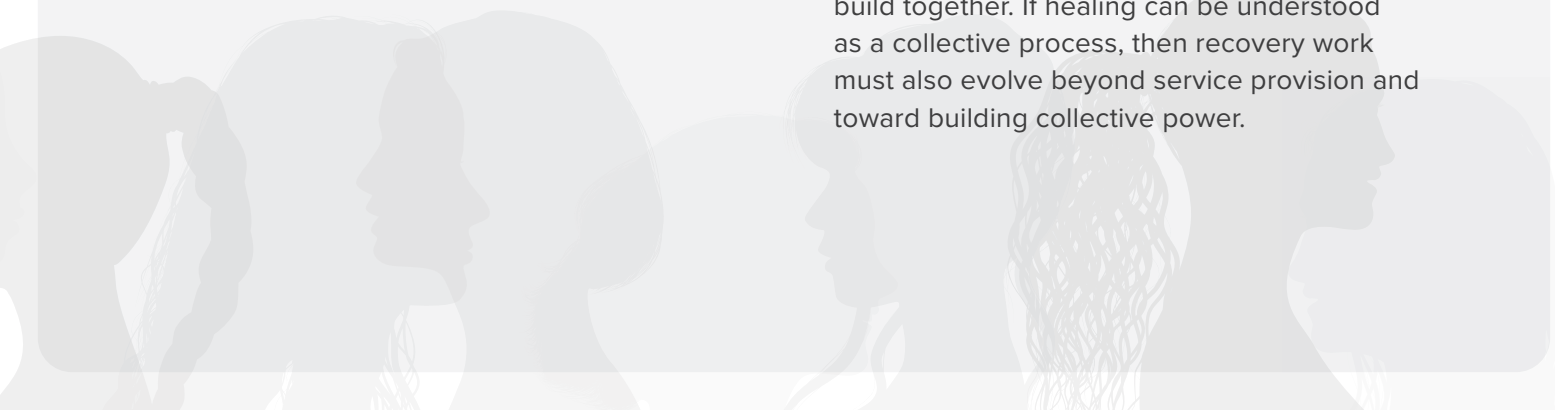 build together. If healing can be understood
as a collective process, then recovery work
must also evolve beyond service provision and
toward building collective power.